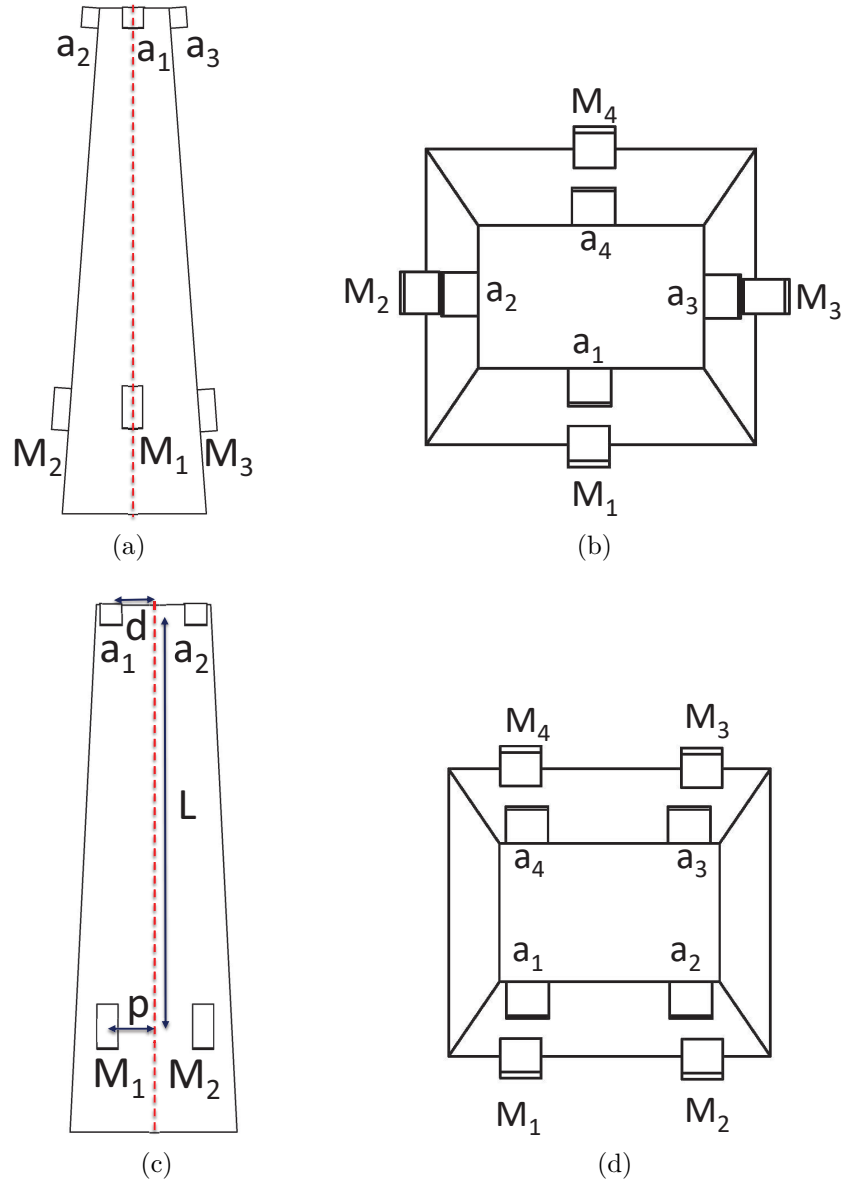 a₂ a₁ a₃
M₂ M₁ M₃
(a)
M₄
a₄
M₂ a₂ a₃ M₃
a₁
M₁
(b)
d
a₁ a₂
L
p
M₁ M₂
(c)
M₄ M₃
a₄ a₃
a₁ a₂
M₁ M₂
(d)